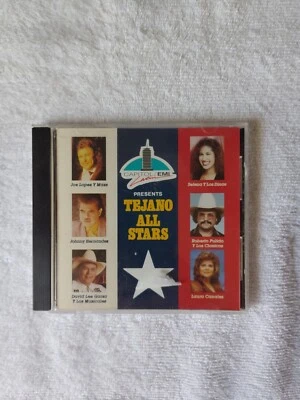 CAPITOL EMI
Latin
PRESENTS
TEJANO
ALL
STARS
Joe Lopez Y Mazz
Johnny Hernandez
David Lee Garza
Y Los Musicales
Selena Y Los Dinos
Roberto Pulido
Y Los Clasicos
Laura Canales